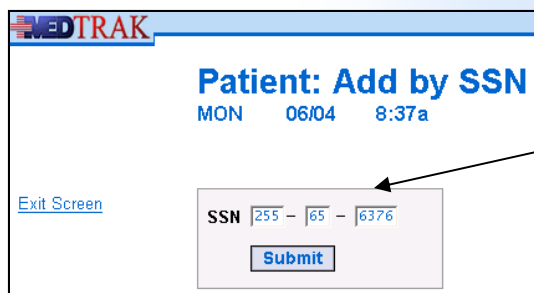 MEDTRAK
Patient: Add by SSN
MON 06/04 8:37a
Exit Screen
SSN 255 - 65 - 6376
Submit